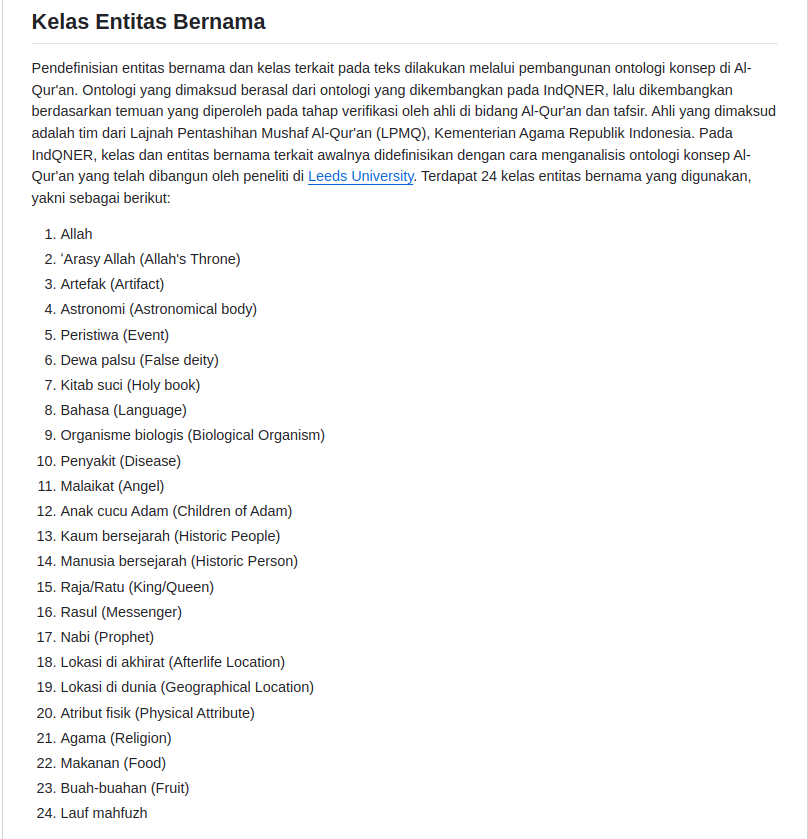 Kelas Entitas Bernama
Pendefinisian entitas bernama dan kelas terkait pada teks dilakukan melalui pembangunan ontologi konsep di Al-
Qur'an. Ontologi yang dimaksud berasal dari ontologi yang dikembangkan pada IndQNER, lalu dikembangkan
berdasarkan temuan yang diperoleh pada tahap verifikasi oleh ahli di bidang Al-Qur'an dan tafsir. Ahli yang dimaksud
adalah tim dari Lajnah Pentashihan Mushaf Al-Qur'an (LPMQ), Kementerian Agama Republik Indonesia. Pada
IndQNER, kelas dan entitas bernama terkait awalnya didefinisikan dengan cara menganalisis ontologi konsep Al-
Qur'an yang telah dibangun oleh peneliti di Leeds University. Terdapat 24 kelas entitas bernama yang digunakan,
yakni sebagai berikut:
1. Allah
2. ʻArasy Allah (Allah's Throne)
3. Artefak (Artifact)
4. Astronomi (Astronomical body)
5. Peristiwa (Event)
6. Dewa palsu (False deity)
7. Kitab suci (Holy book)
8. Bahasa (Language)
9. Organisme biologis (Biological Organism)
10. Penyakit (Disease)
11. Malaikat (Angel)
12. Anak cucu Adam (Children of Adam)
13. Kaum bersejarah (Historic People)
14. Manusia bersejarah (Historic Person)
15. Raja/Ratu (King/Queen)
16. Rasul (Messenger)
17. Nabi (Prophet)
18. Lokasi di akhirat (Afterlife Location)
19. Lokasi di dunia (Geographical Location)
20. Atribut fisik (Physical Attribute)
21. Agama (Religion)
22. Makanan (Food)
23. Buah-buahan (Fruit)
24. Lauf mahfuzh